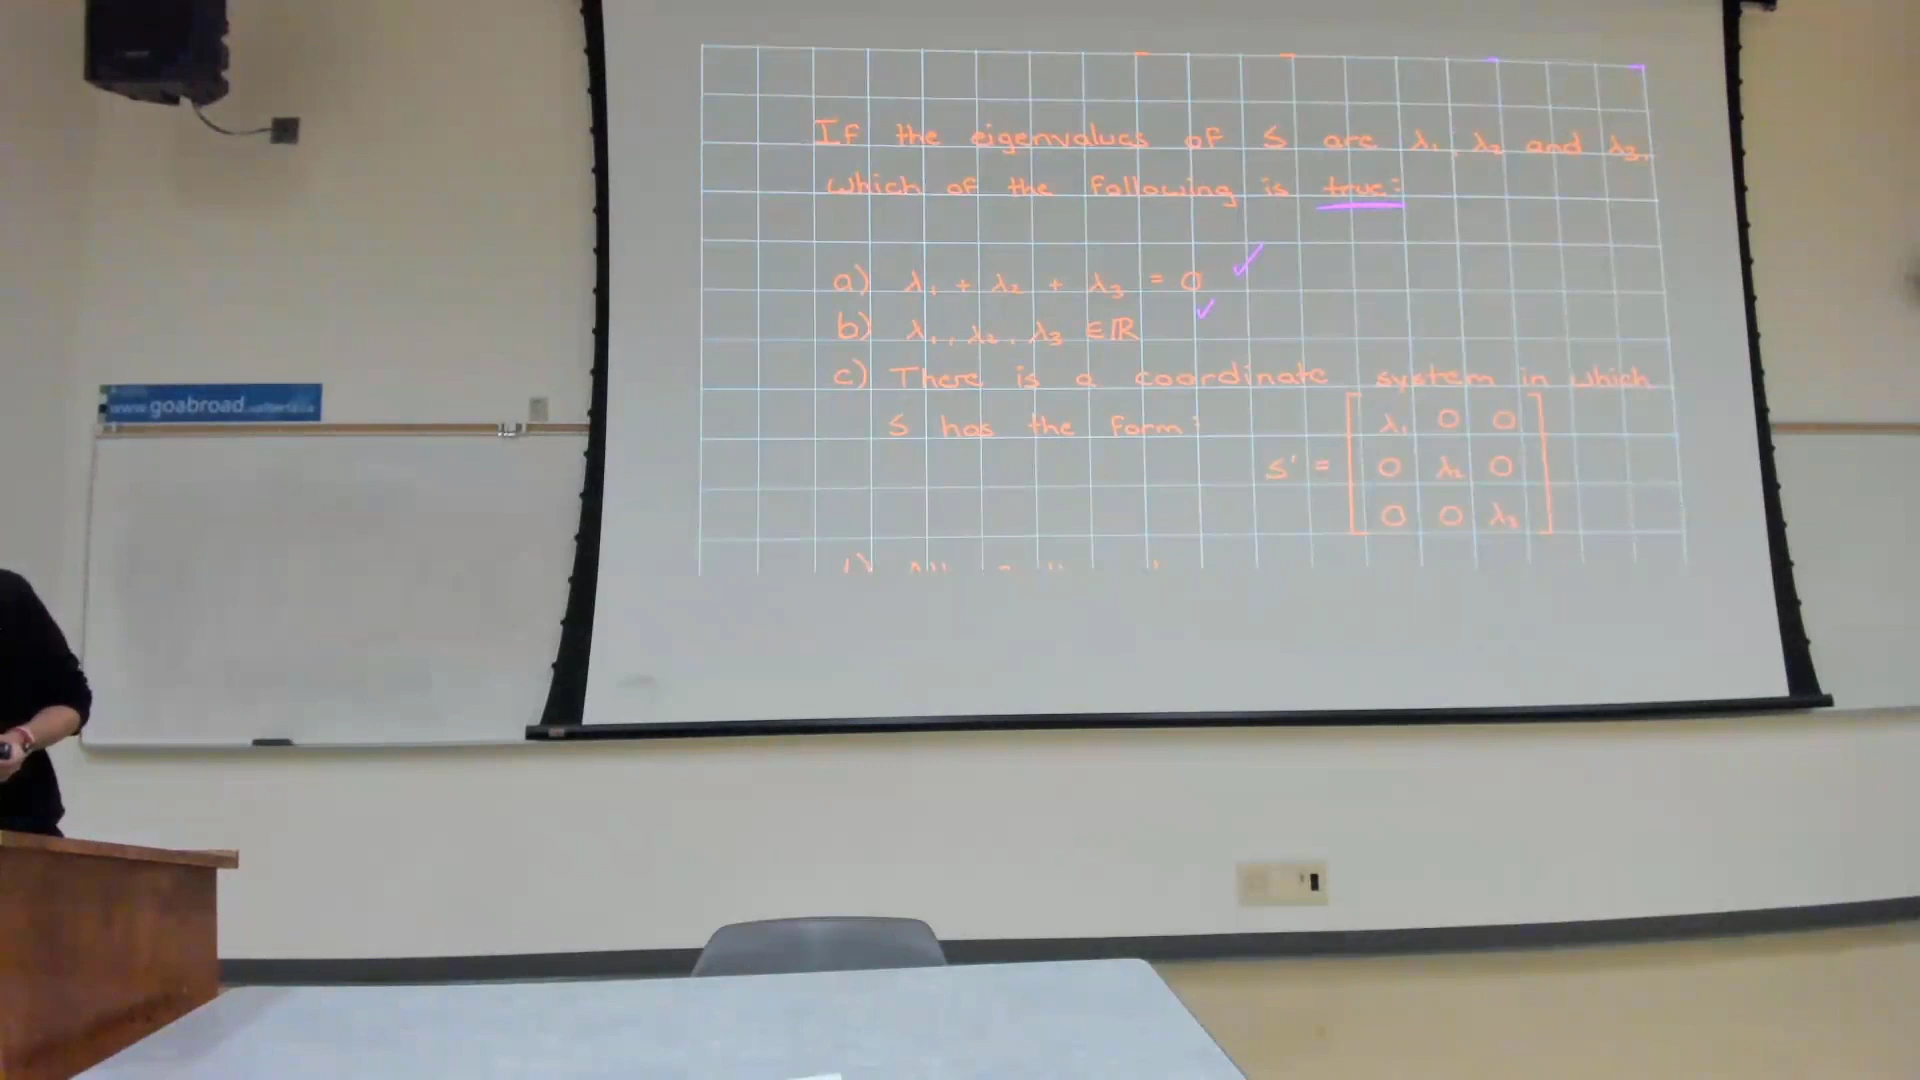 If the eigenvalues of S are λ₁, λ₂ and λ₃,
which of the following is true:
a) λ₁ + λ₂ + λ₃ = 0 ✓
b) λ₁, λ₂, λ₃ ∈ ℝ ✓
c) There is a coordinate system in which
S has the form:
S' = [ λ₁ 0 0
0 λ₂ 0
0 0 λ₃ ]
www.goabroad.ualberta.ca